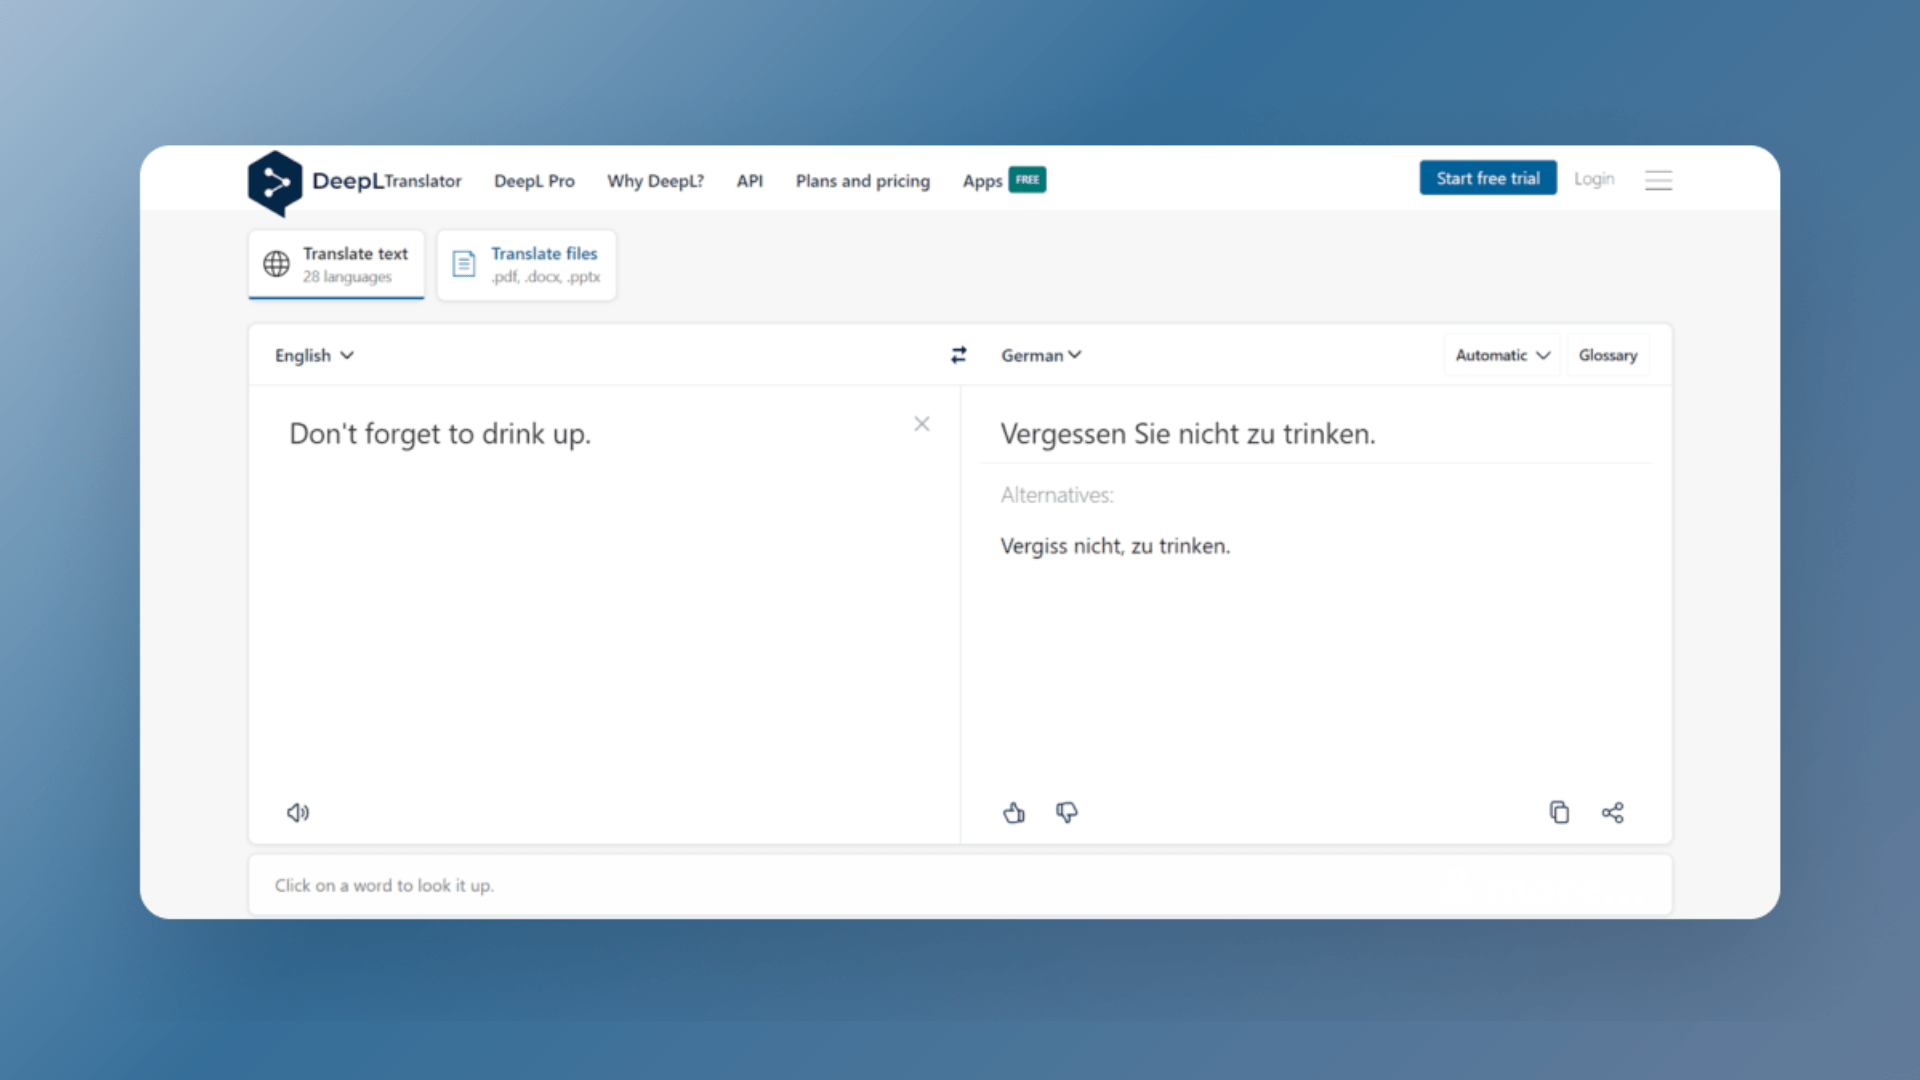 DeepL Translator DeepL Pro Why DeepL? API Plans and pricing Apps FREE Start free trial Login
Translate text
28 languages
Translate files
.pdf, .docx, .pptx
English German Automatic Glossary
Don't forget to drink up.
Vergessen Sie nicht zu trinken.
Alternatives:
Vergiss nicht, zu trinken.
Click on a word to look it up.